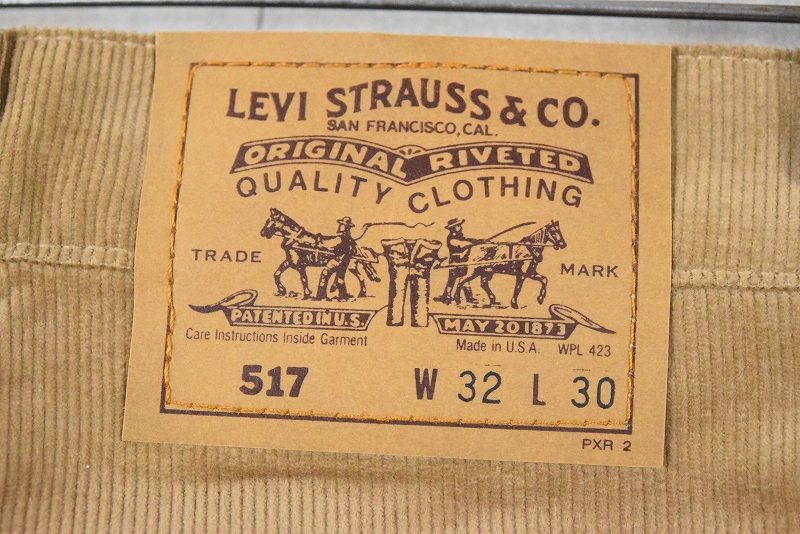 LEVI STRAUSS & CO.
SAN FRANCISCO, CAL.
ORIGINAL RIVETED
QUALITY CLOTHING
TRADE MARK
PATENTED IN U.S. MAY 20 1873
Care Instructions Inside Garment Made in U.S.A. WPL 423
517 W 32 L 30
PXR 2